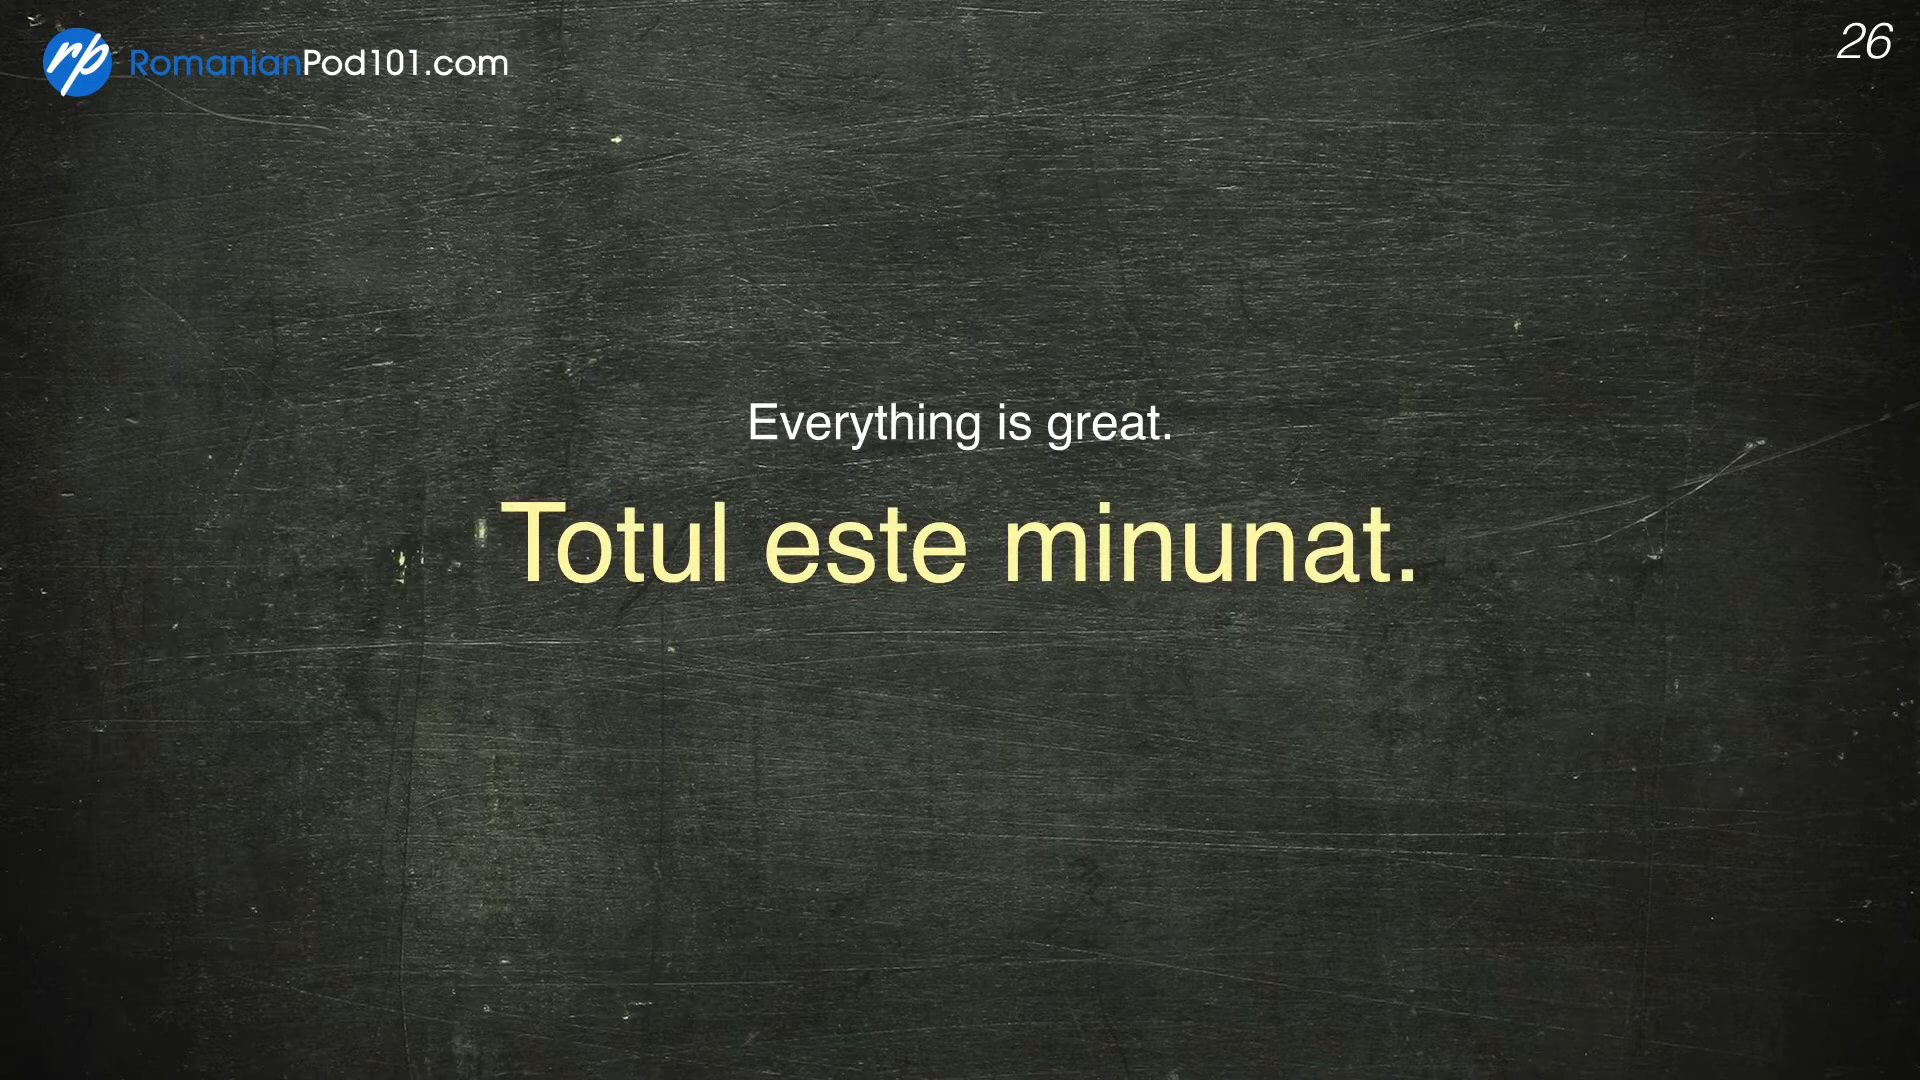 RomanianPod101.com
26
Everything is great.
Totul este minunat.